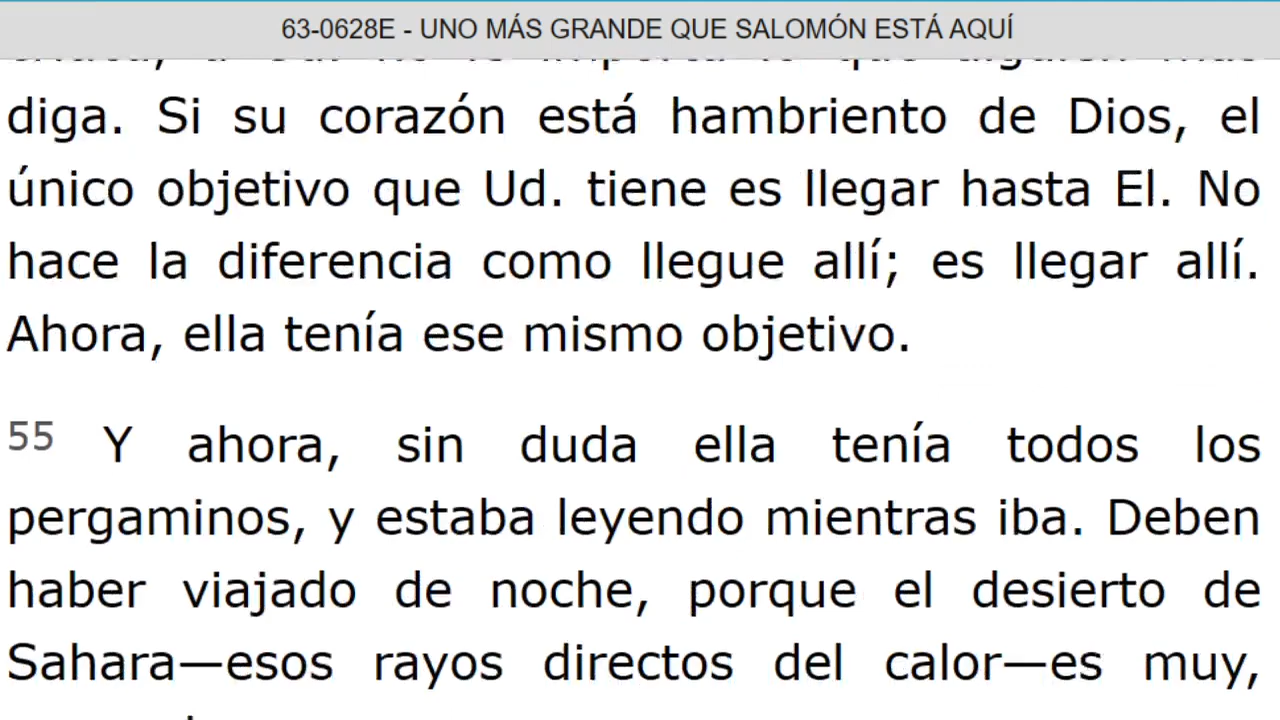 63-0628E - UNO MÁS GRANDE QUE SALOMÓN ESTÁ AQUÍ
diga. Si su corazón está hambriento de Dios, el
único objetivo que Ud. tiene es llegar hasta El. No
hace la diferencia como llegue allí; es llegar allí.
Ahora, ella tenía ese mismo objetivo.
55 Y ahora, sin duda ella tenía todos los
pergaminos, y estaba leyendo mientras iba. Deben
haber viajado de noche, porque el desierto de
Sahara—esos rayos directos del calor—es muy,